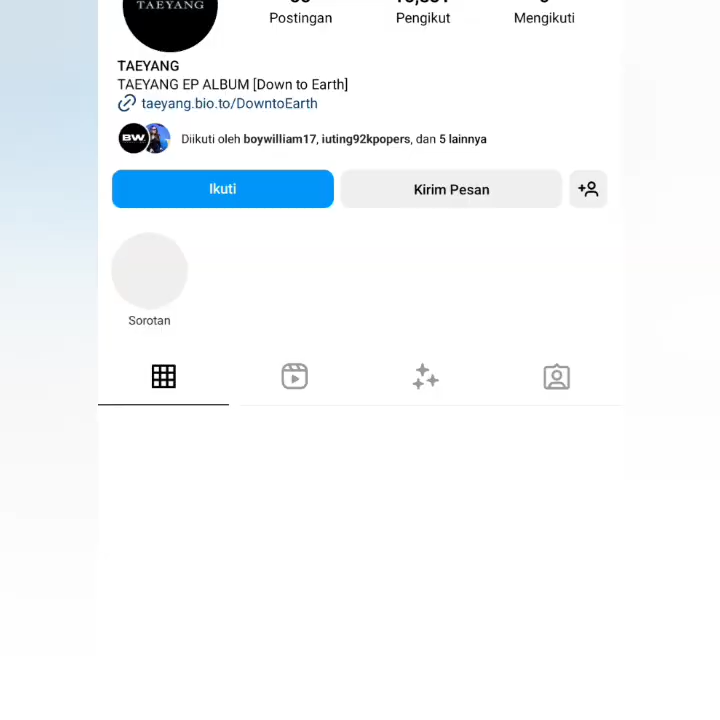 TAEYANG
Postingan
Pengikut
Mengikuti
TAEYANG
TAEYANG EP ALBUM [Down to Earth]
taeyang.bio.to/DowntoEarth
BW
Diikuti oleh boywilliam17, iuting92kpopers, dan 5 lainnya
Ikuti
Kirim Pesan
Sorotan